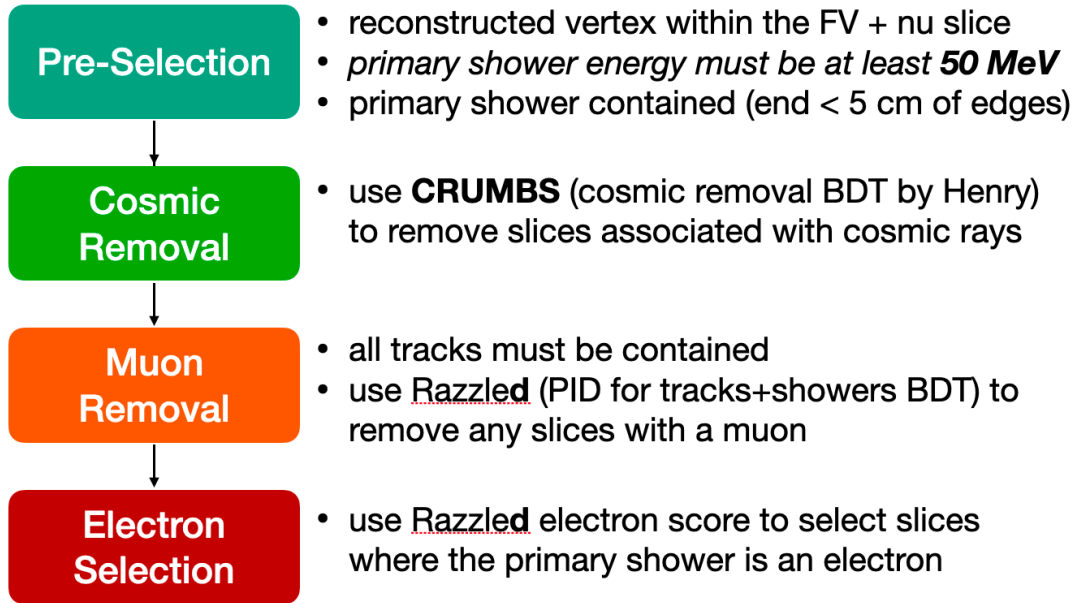 Pre-Selection
• reconstructed vertex within the FV + nu slice
• primary shower energy must be at least 50 MeV
• primary shower contained (end < 5 cm of edges)
Cosmic
Removal
• use CRUMBS (cosmic removal BDT by Henry)
to remove slices associated with cosmic rays
Muon
Removal
• all tracks must be contained
• use Razzled (PID for tracks+showers BDT) to
remove any slices with a muon
Electron
Selection
• use Razzled electron score to select slices
where the primary shower is an electron